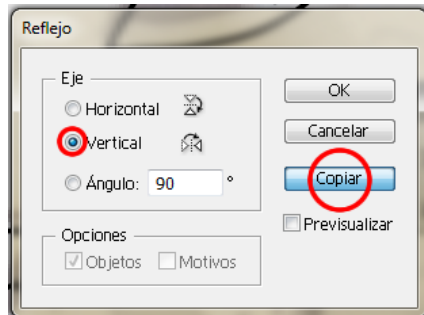 Reflejo
Eje
Horizontal
Vertical
Ángulo: 90 °
Opciones
Objetos Motivos
OK
Cancelar
Copiar
Previsualizar